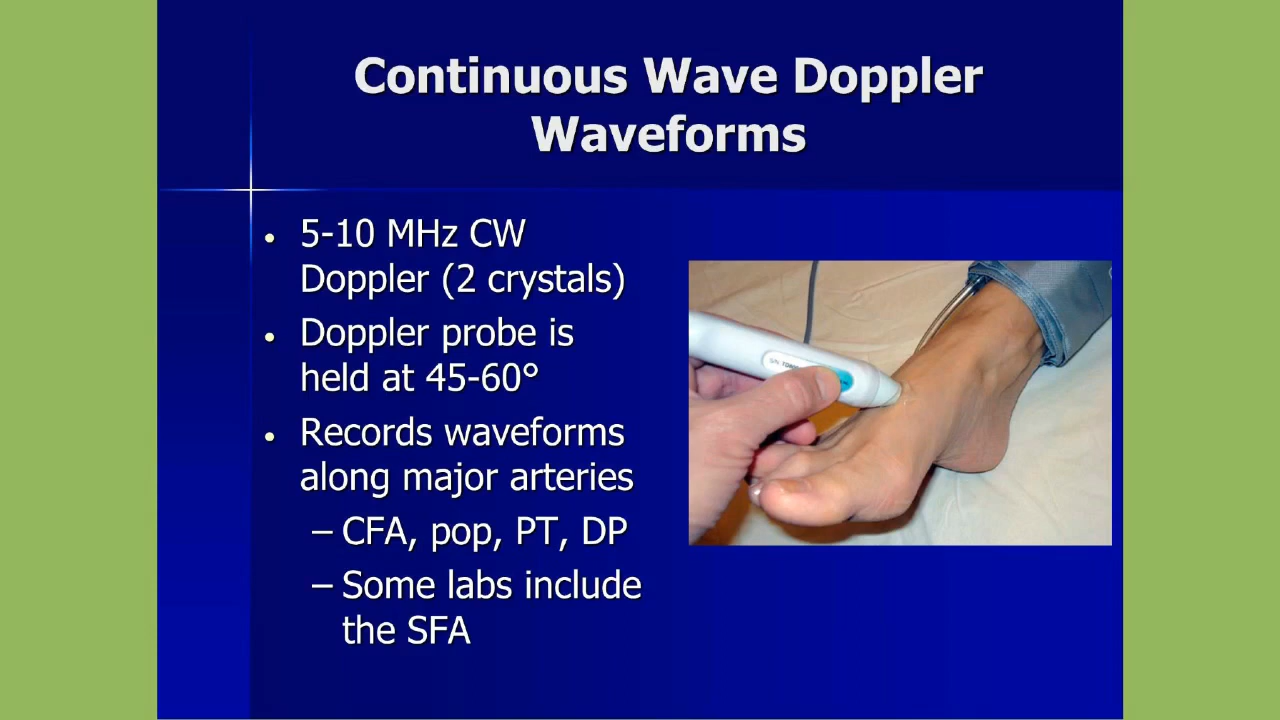 Continuous Wave Doppler
Waveforms
• 5-10 MHz CW
Doppler (2 crystals)
• Doppler probe is
held at 45-60°
• Records waveforms
along major arteries
– CFA, pop, PT, DP
– Some labs include
the SFA